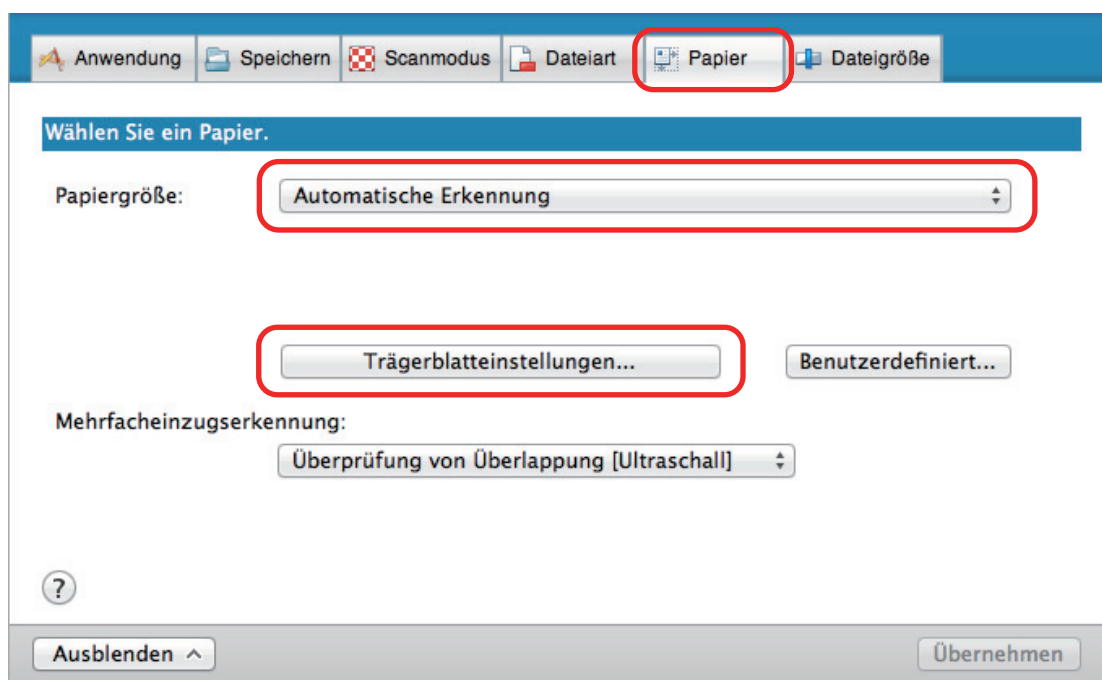 Anwendung Speichern Scanmodus Dateiart Papier Dateigröße
Wählen Sie ein Papier.
Papiergröße: Automatische Erkennung
Trägerblatteinstellungen... Benutzerdefiniert...
Mehrfacheinzugserkennung:
Überprüfung von Überlappung [Ultraschall]
?
Ausblenden Übernehmen